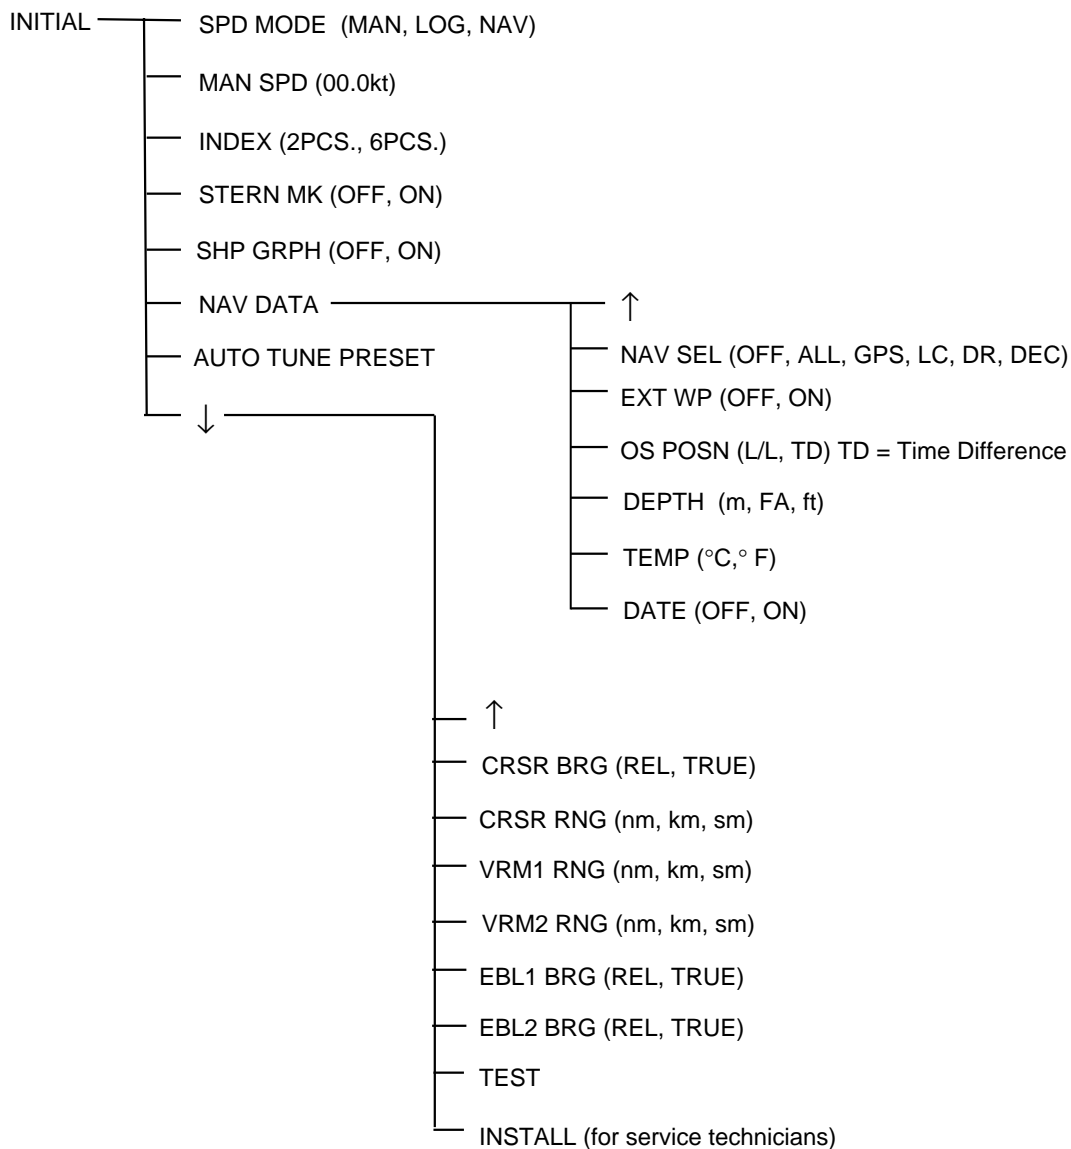 INITIAL
SPD MODE (MAN, LOG, NAV)
MAN SPD (00.0kt)
INDEX (2PCS., 6PCS.)
STERN MK (OFF, ON)
SHP GRPH (OFF, ON)
NAV DATA
↑
AUTO TUNE PRESET
NAV SEL (OFF, ALL, GPS, LC, DR, DEC)
EXT WP (OFF, ON)
↓
OS POSN (L/L, TD) TD = Time Difference
DEPTH (m, FA, ft)
TEMP (°C,° F)
DATE (OFF, ON)
↑
CRSR BRG (REL, TRUE)
CRSR RNG (nm, km, sm)
VRM1 RNG (nm, km, sm)
VRM2 RNG (nm, km, sm)
EBL1 BRG (REL, TRUE)
EBL2 BRG (REL, TRUE)
TEST
INSTALL (for service technicians)